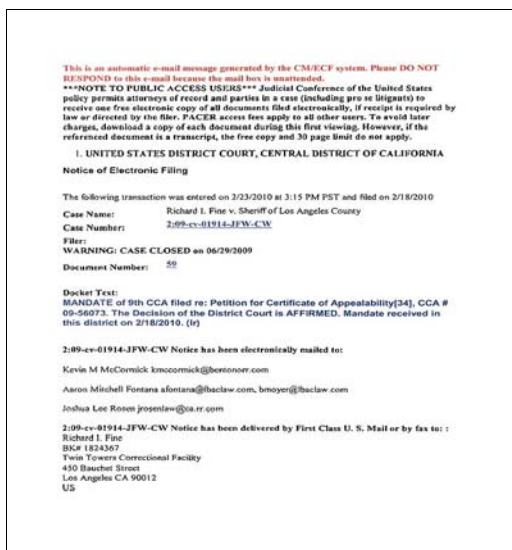 This is an automatic e-mail message generated by the CM/ECF system. Please DO NOT
RESPOND to this e-mail because the mail box is unattended.
***NOTE TO PUBLIC ACCESS USERS*** Judicial Conference of the United States
policy permits attorneys of record and parties in a case (including pro se litigants) to
receive one free electronic copy of all documents filed electronically, if receipt is required by
law or directed by the filer. PACER access fees apply to all other users. To avoid later
charges, download a copy of each document during this first viewing. However, if the
referenced document is a transcript, the free copy and 30 page limit do not apply.
1. UNITED STATES DISTRICT COURT, CENTRAL DISTRICT OF CALIFORNIA
Notice of Electronic Filing
The following transaction was entered on 2/23/2010 at 3:15 PM PST and filed on 2/18/2010
Case Name: Richard I. Fine v. Sheriff of Los Angeles County
Case Number: 2:09-cv-01914-JFW-CW
Filer:
WARNING: CASE CLOSED on 06/29/2009
Document Number: 59
Docket Text:
MANDATE of 9th CCA filed re: Petition for Certificate of Appealability[34], CCA #
09-56073. The Decision of the District Court is AFFIRMED. Mandate received in
this district on 2/18/2010. (lr)
2:09-cv-01914-JFW-CW Notice has been electronically mailed to:
Kevin M McCormick kmccormick@bentonorr.com
Aaron Mitchell Fontana afontana@lbaclaw.com, bmoyer@lbaclaw.com
Joshua Lee Rosen jrosenlaw@ca.rr.com
2:09-cv-01914-JFW-CW Notice has been delivered by First Class U. S. Mail or by fax to: :
Richard I. Fine
BK# 1824367
Twin Towers Correctional Facility
450 Bauchet Street
Los Angeles CA 90012
US